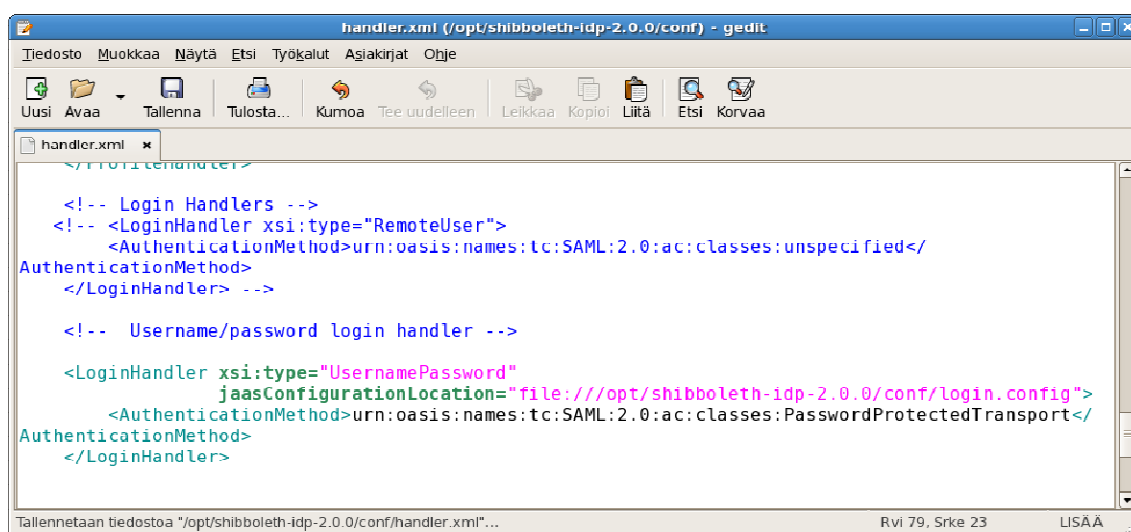 handler.xml (/opt/shibboleth-idp-2.0.0/conf) - gedit
Tiedosto Muokkaa Näytä Etsi Työkalut Asiakirjat Ohje
Uusi Avaa Tallenna Tulosta... Kumoa Tee uudelleen Leikkaa Kopioi Liitä Etsi Korvaa
handler.xml
</ProfileHandler>
<!-- Login Handlers -->
<!-- <LoginHandler xsi:type="RemoteUser">
<AuthenticationMethod>urn:oasis:names:tc:SAML:2.0:ac:classes:unspecified</
AuthenticationMethod>
</LoginHandler> -->
<!--  Username/password login handler -->
<LoginHandler xsi:type="UsernamePassword"
jaasConfigurationLocation="file:///opt/shibboleth-idp-2.0.0/conf/login.config">
<AuthenticationMethod>urn:oasis:names:tc:SAML:2.0:ac:classes:PasswordProtectedTransport</
AuthenticationMethod>
</LoginHandler>
Tallennetaan tiedostoa "/opt/shibboleth-idp-2.0.0/conf/handler.xml"... Rvi 79, Srke 23 LISÄÄ